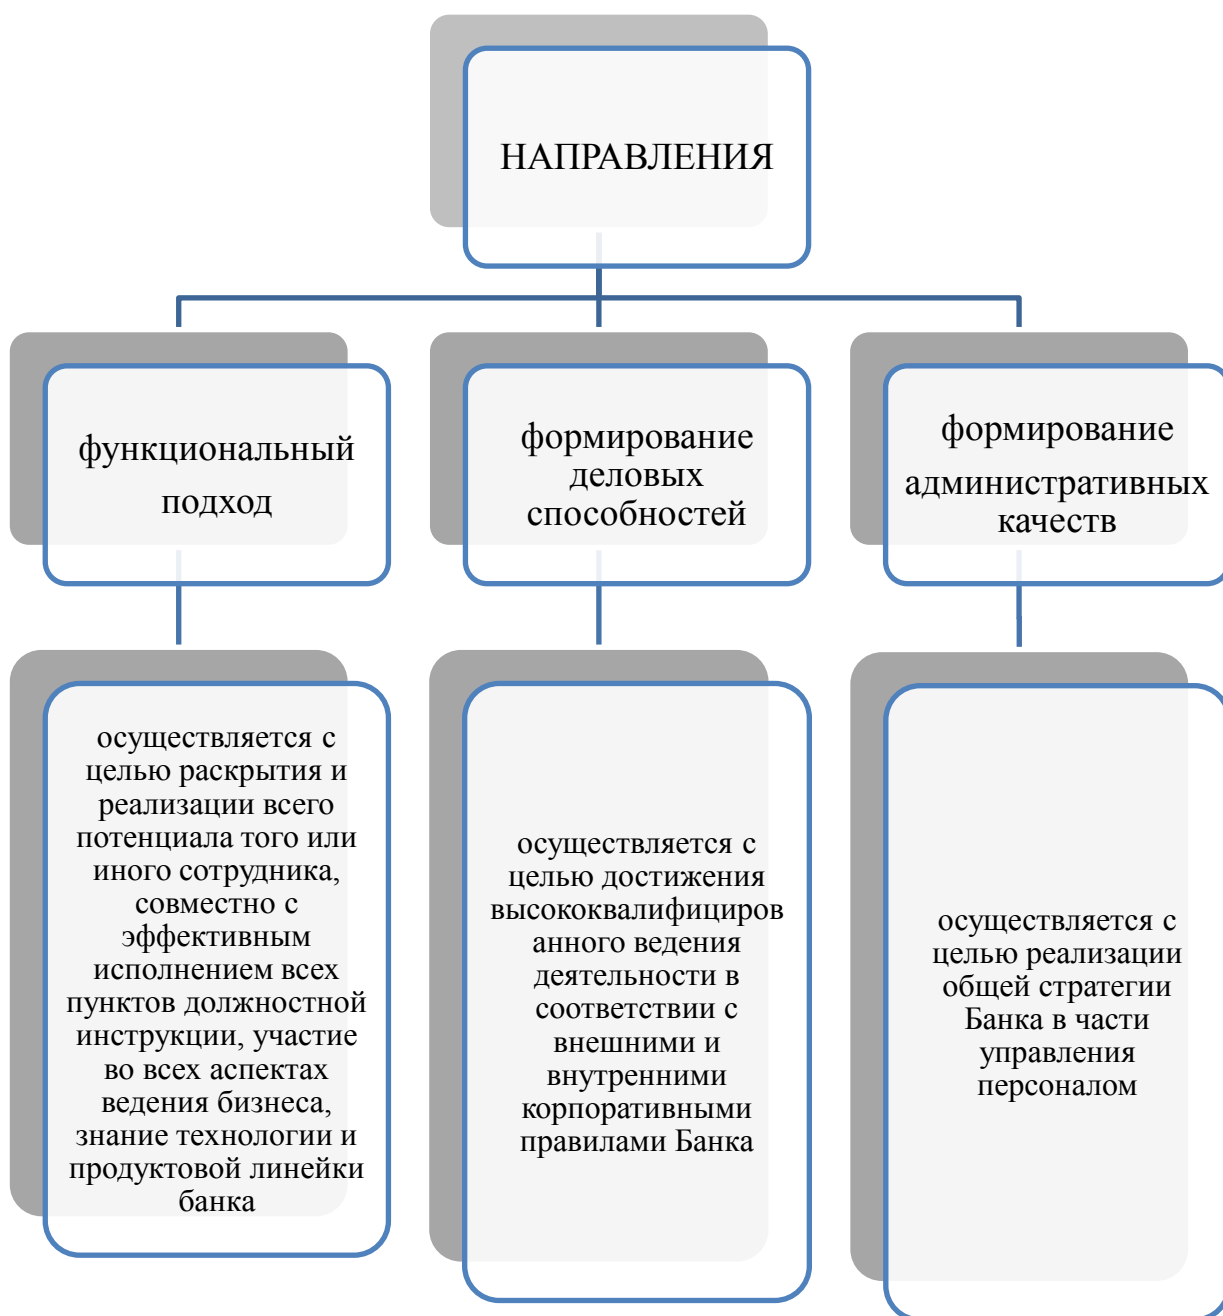 НАПРАВЛЕНИЯ
функциональный
подход
формирование
деловых
способностей
формирование
административных
качеств
осуществляется с
целью раскрытия и
реализации всего
потенциала того или
иного сотрудника,
совместно с
эффективным
исполнением всех
пунктов должностной
инструкции, участие
во всех аспектах
ведения бизнеса,
знание технологии и
продуктовой линейки
банка
осуществляется с
целью достижения
высококвалифициров
анного ведения
деятельности в
соответствии с
внешними и
внутренними
корпоративными
правилами Банка
осуществляется с
целью реализации
общей стратегии
Банка в части
управления
персоналом